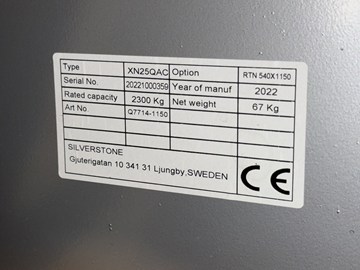 Type XN25QAC Option RTN 540X1150
Serial No. 20221000359 Year of manuf 2022
Rated capacity 2300 Kg Net weight 67 Kg
Art No. Q7714-1150
SILVERSTONE
Gjuterigatan 10 341 31 Ljungby,SWEDEN
CE